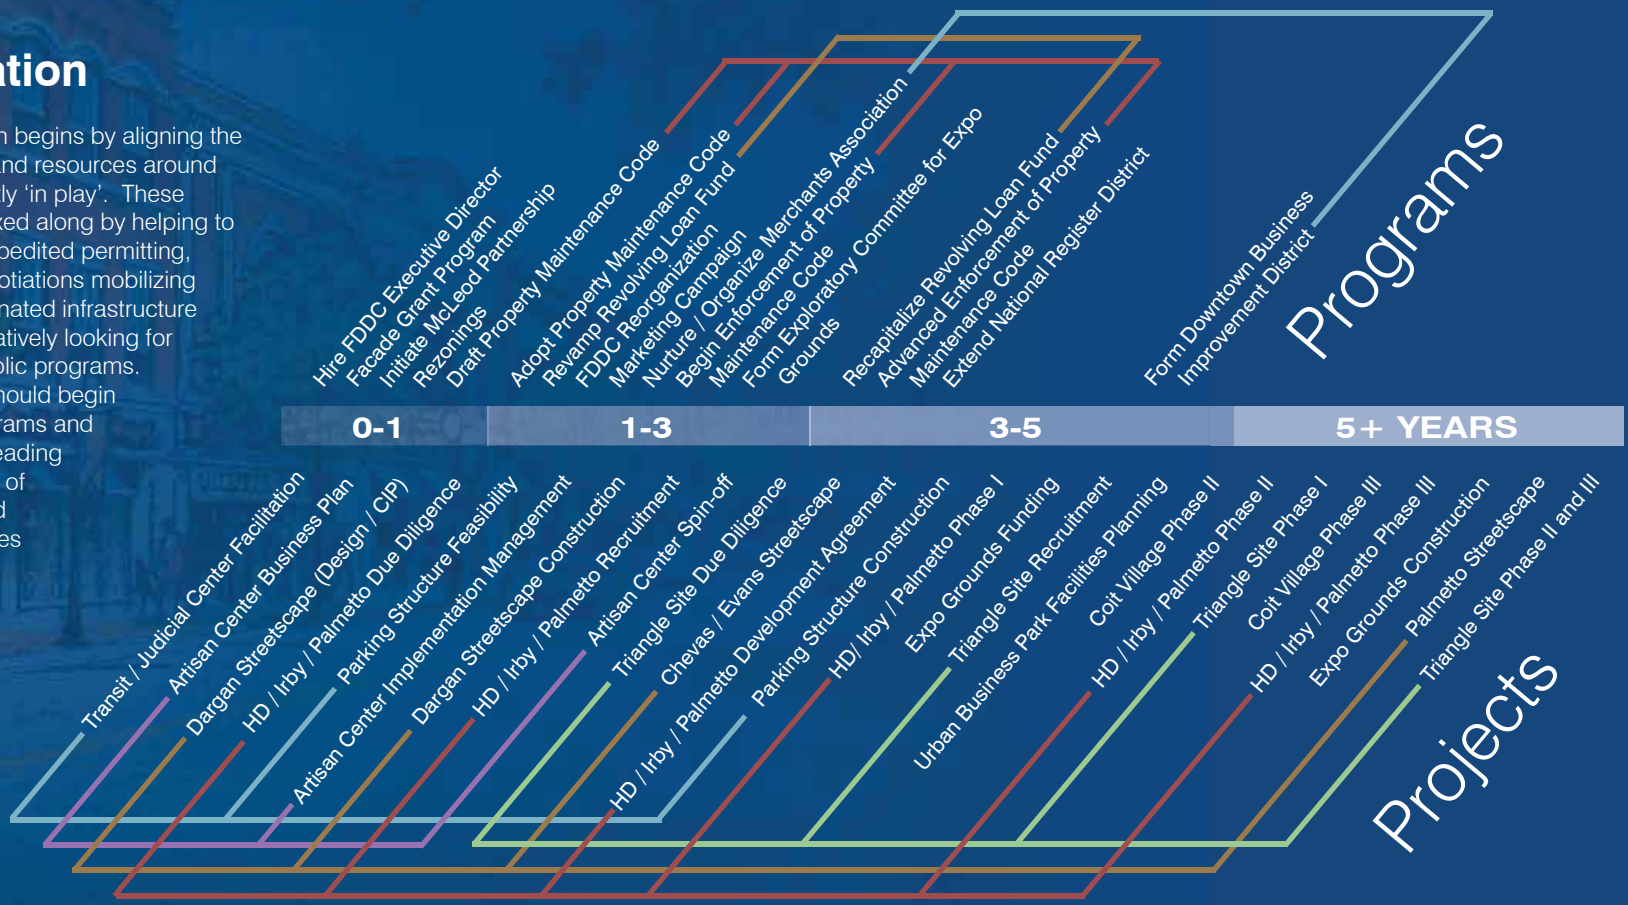 ation
n begins by aligning the
and resources around
tly ‘in play’. These
xed along by helping to
pedited permitting,
otiations mobilizing
nated infrastructure
atively looking for
blic programs.
hould begin
rams and
eading
of
d
es
Hire FDDC Executive Director
Facade Grant Program
Initiate McLeod Partnership
Rezonings
Draft Property Maintenance Code
Adopt Property Maintenance Code
Revamp Revolving Loan Fund
FDDC Reorganization
Marketing Campaign
Nurture / Organize Merchants Association
Begin Enforcement of Property
Maintenance Code
Form Exploratory Committee for Expo
Grounds
Recapitalize Revolving Loan Fund
Advanced Enforcement of Property
Maintenance Code
Extend National Register District
Form Downtown Business
Improvement District
Programs
0-1
1-3
3-5
5+ YEARS
Transit / Judicial Center Facilitation
Artisan Center Business Plan
Dargan Streetscape (Design / CIP)
HD / Irby / Palmetto Due Diligence
Parking Structure Feasibility
Artisan Center Implementation Management
Dargan Streetscape Construction
HD / Irby / Palmetto Recruitment
Artisan Center Spin-off
Triangle Site Due Diligence
Chevas / Evans Streetscape
HD / Irby / Palmetto Development Agreement
Parking Structure Construction
HD/ Irby / Palmetto Phase I
Expo Grounds Funding
Triangle Site Recruitment
Urban Business Park Facilities Planning
Coit Village Phase II
HD / Irby / Palmetto Phase II
Triangle Site Phase I
Coit Village Phase III
HD / Irby / Palmetto Phase III
Expo Grounds Construction
Palmetto Streetscape
Triangle Site Phase II and III
Projects